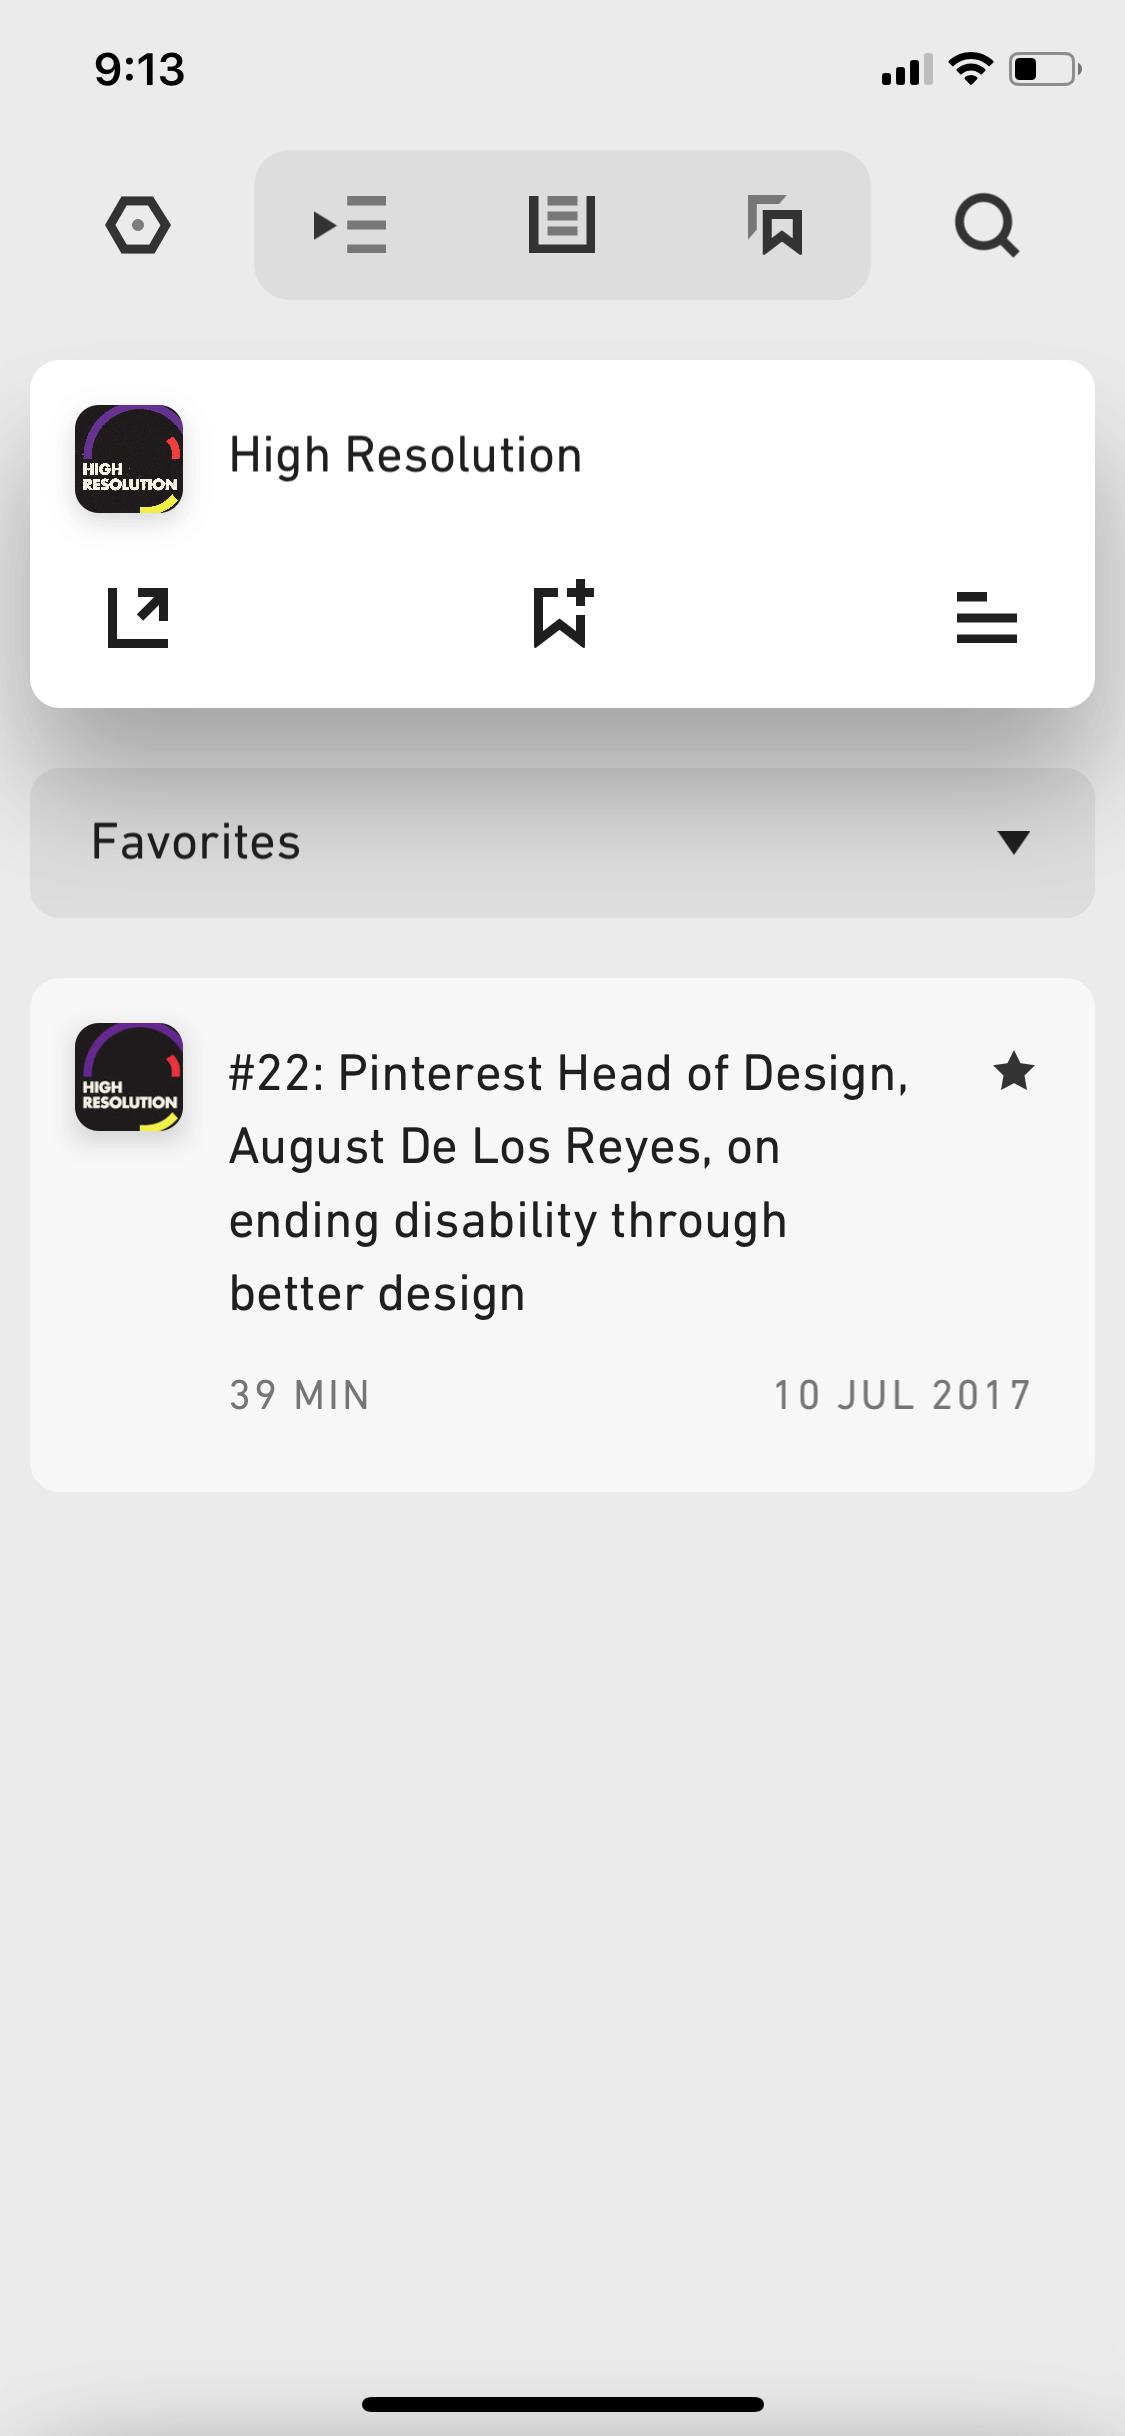 9:13
HIGH
RESOLUTION
High Resolution
Favorites
HIGH
RESOLUTION
#22: Pinterest Head of Design,
August De Los Reyes, on
ending disability through
better design
39 MIN
10 JUL 2017